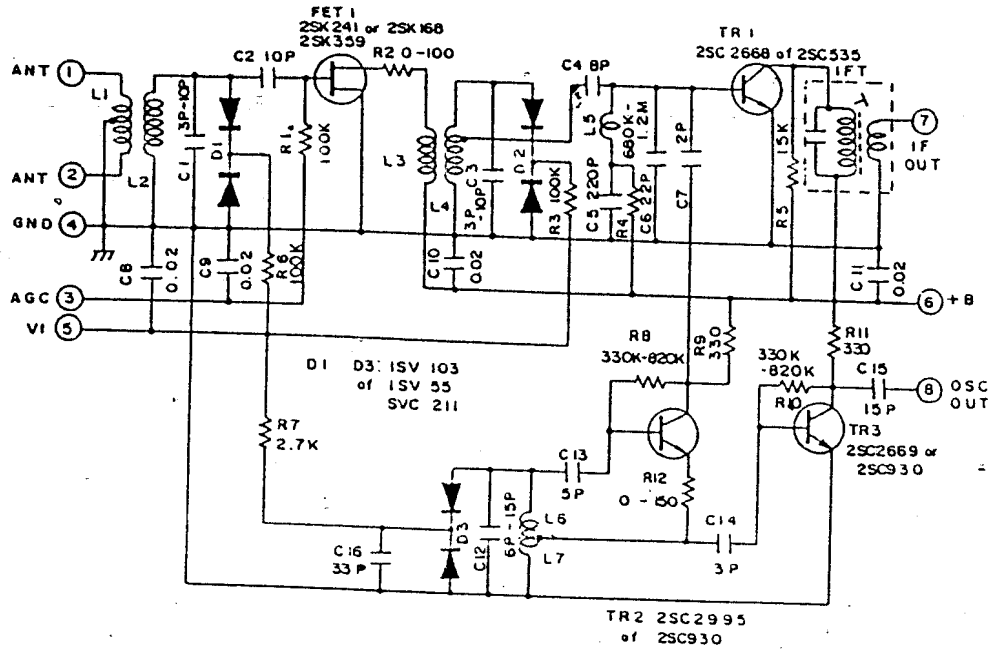 FET 1
2SK241 or 2SK168
2SK359
R2 0-100
C2 10P
TR 1
2SC 2668 of 2SC535
IFT
C4 8P
ANT 1
L1
3P-10P
C1
D1
R1
100K
L2
ANT 2
GND 4
L3
L4
C3
3P
-10P
D2
L5
680K-
1.2M
C5 220P
R4
C6 22P
2P
C7
R3 100K
15K
R5
7
IF
OUT
C8
0.02
C9
0.02
R6
100K
C10
0.02
C11
0.02
AGC 3
V1 5
6 +B
D1 D3: 1SV 103
of 1SV 55
SVC 211
R8
330K-820K
R9
330
R11
330
330K
-820K
R10
C15
15P
8 OSC
OUT
TR3
2SC2669 or
2SC930
R7
2.7K
C13
5P
R12
0-150
C14
3P
D3
C12
6P-15P
L6
L7
C16
33P
TR2 2SC2995
of 2SC930